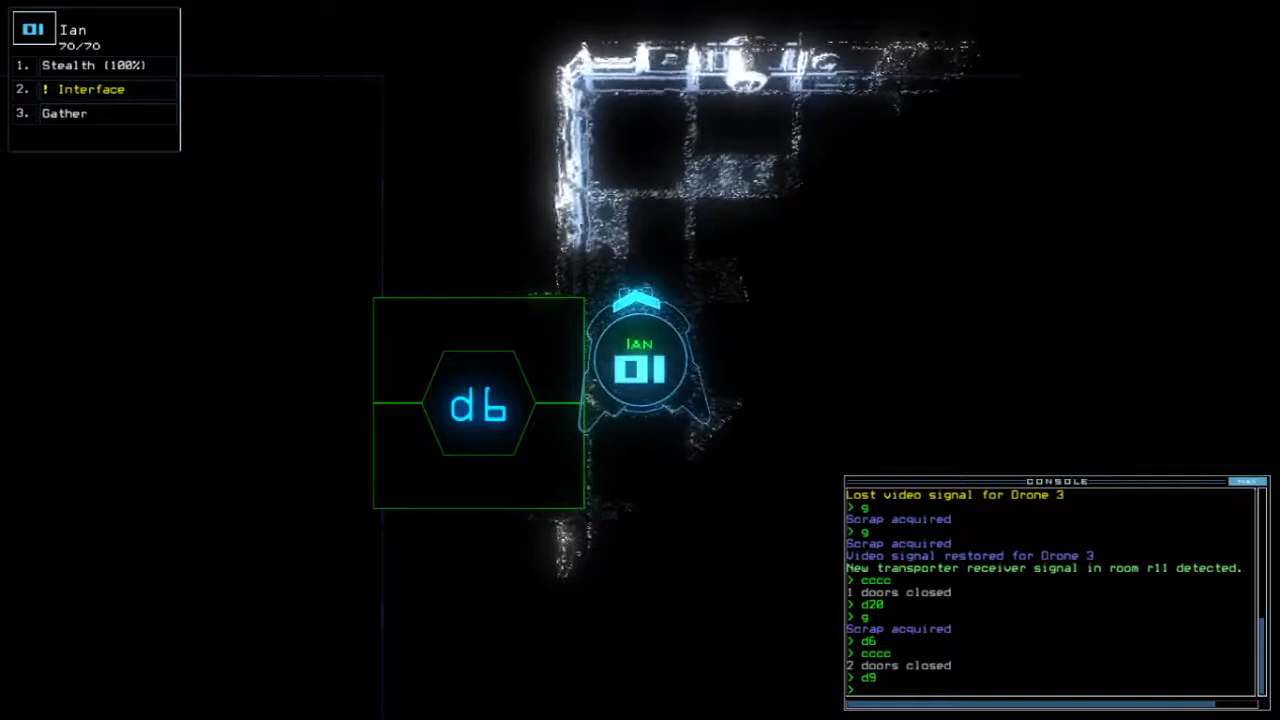 01 Ian
70/70
1. Stealth (100%)
2. ! Interface
3. Gather
d6
IAN
01
CONSOLE
Lost video signal for Drone 3
> g
Scrap acquired
> g
Scrap acquired
Video signal restored for Drone 3
New transporter receiver signal in room r11 detected.
> cccc
1 doors closed
> d20
> g
Scrap acquired
> d6
> cccc
2 doors closed
> d9
>